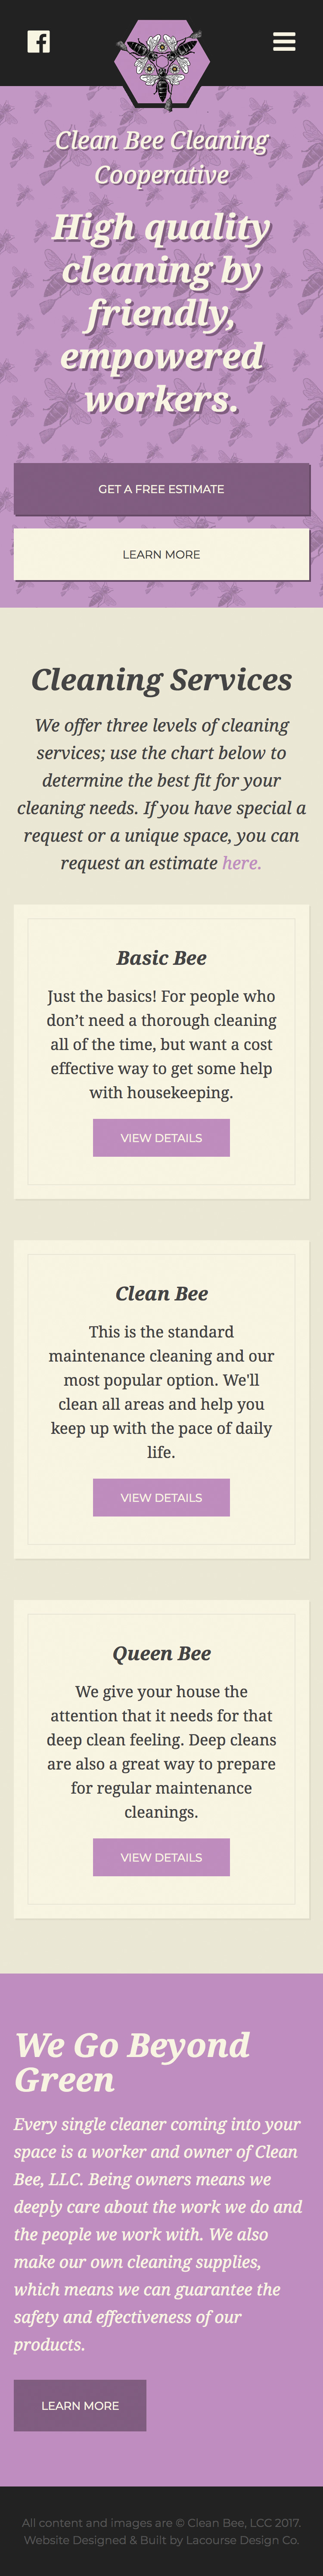 Clean Bee Cleaning
Cooperative
High quality
cleaning by
friendly,
empowered
workers.
GET A FREE ESTIMATE
LEARN MORE
Cleaning Services
We offer three levels of cleaning
services; use the chart below to
determine the best fit for your
cleaning needs. If you have special a
request or a unique space, you can
request an estimate here.
Basic Bee
Just the basics! For people who
don’t need a thorough cleaning
all of the time, but want a cost
effective way to get some help
with housekeeping.
VIEW DETAILS
Clean Bee
This is the standard
maintenance cleaning and our
most popular option. We'll
clean all areas and help you
keep up with the pace of daily
life.
VIEW DETAILS
Queen Bee
We give your house the
attention that it needs for that
deep clean feeling. Deep cleans
are also a great way to prepare
for regular maintenance
cleanings.
VIEW DETAILS
We Go Beyond
Green
Every single cleaner coming into your
space is a worker and owner of Clean
Bee, LLC. Being owners means we
deeply care about the work we do and
the people we work with. We also
make our own cleaning supplies,
which means we can guarantee the
safety and effectiveness of our
products.
LEARN MORE
All content and images are © Clean Bee, LCC 2017.
Website Designed & Built by Lacourse Design Co.